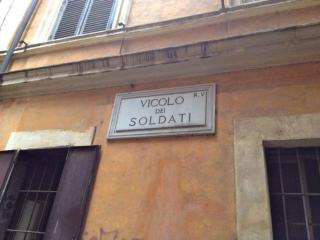 R. V
VICOLO
DEI
SOLDATI